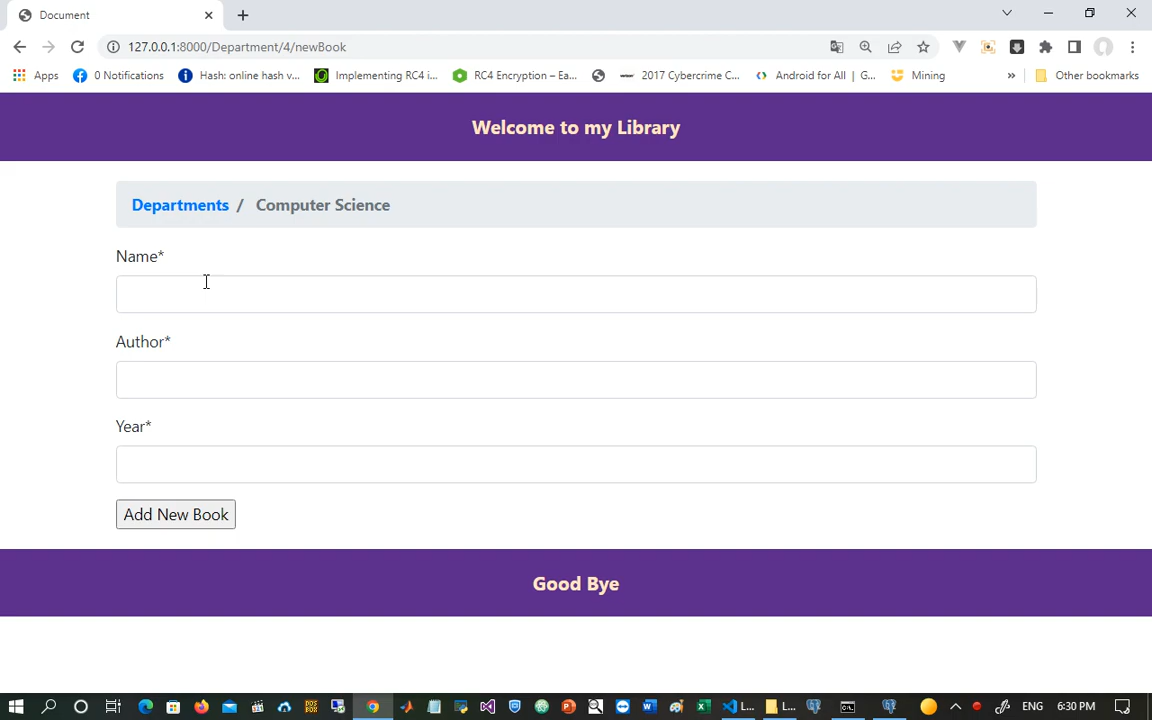 Document
127.0.0.1:8000/Department/4/newBook
Apps
0 Notifications
Hash: online hash v...
Implementing RC4 i...
RC4 Encryption – Ea...
2017 Cybercrime C...
Android for All | G...
Mining
»
Other bookmarks
Welcome to my Library
Departments / Computer Science
Name*
Author*
Year*
Add New Book
Good Bye
L...
L...
ENG
6:30 PM